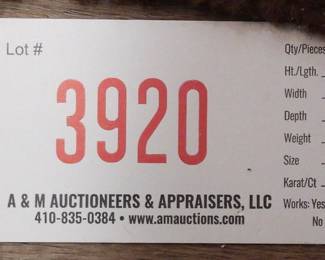 Lot #
3920
A & M AUCTIONEERS & APPRAISERS, LLC
410-835-0384 • www.amauctions.com
Qty/Pieces
Ht./Lgth.
Width
Depth
Weight
Size
Karat/Ct
Works: Yes
No